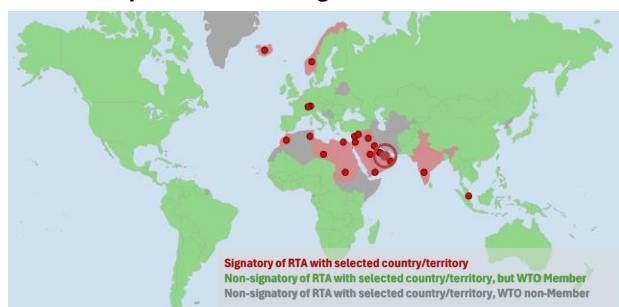 Signatory of RTA with selected country/territory
Non-signatory of RTA with selected country/territory, but WTO Member
Non-signatory of RTA with selected country/territory, WTO non-Member